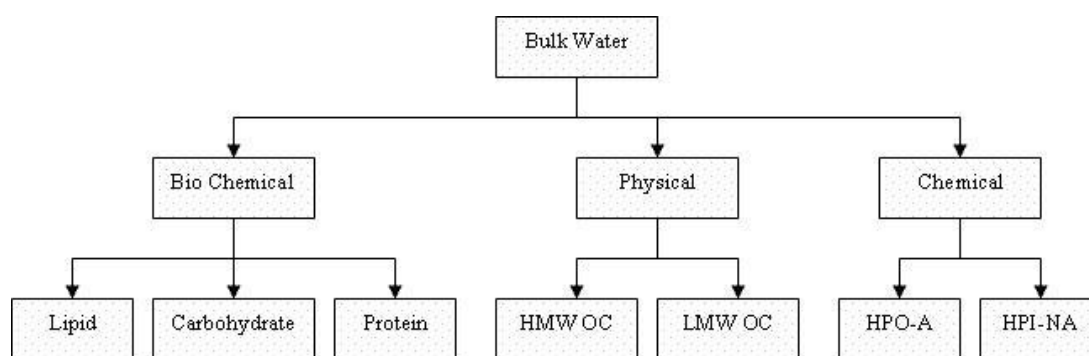 Bulk Water
Bio Chemical
Physical
Chemical
Lipid
Carbohydrate
Protein
HMW OC
LMW OC
HPO-A
HPI-NA